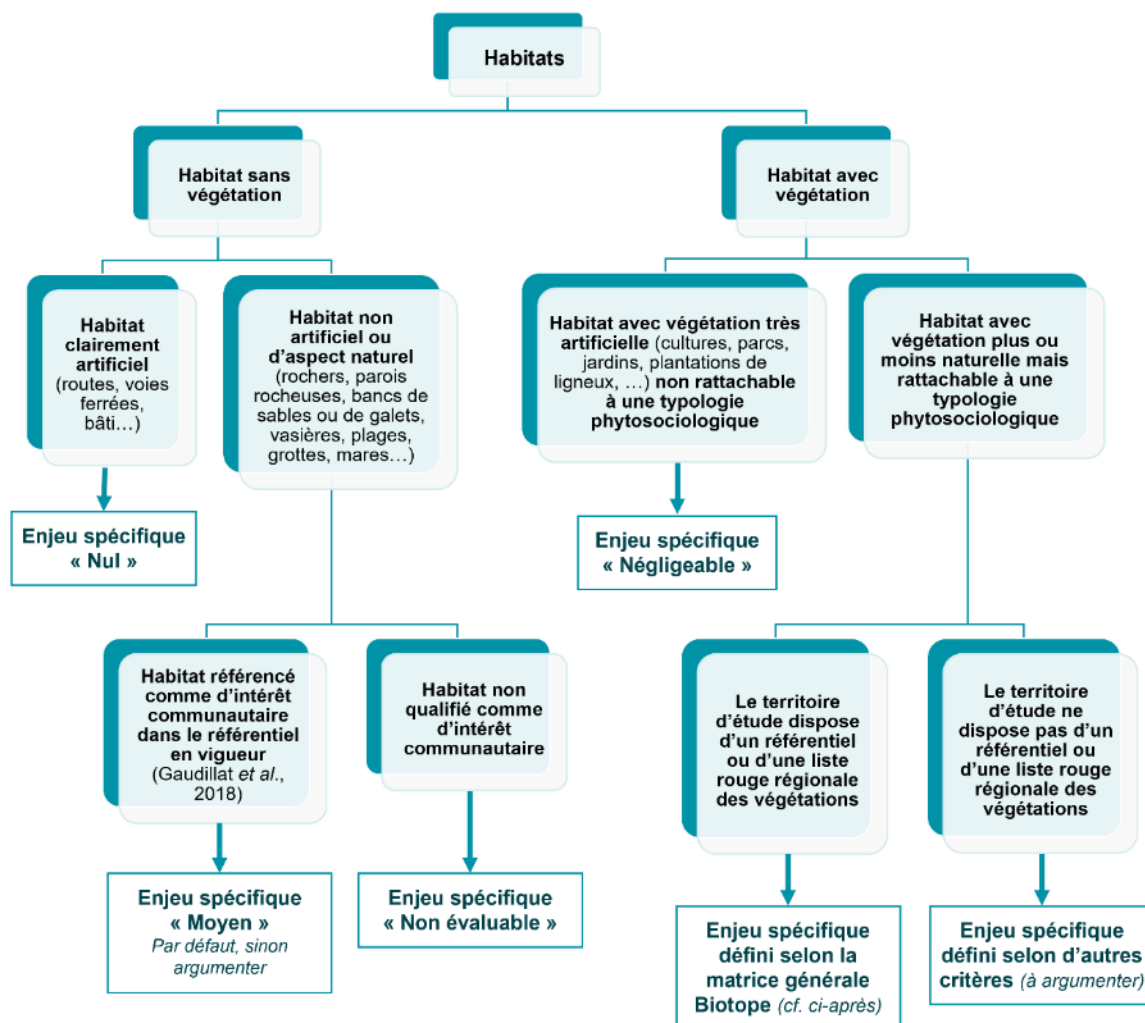 Habitats
Habitat sans
végétation
Habitat avec
végétation
Habitat
clairement
artificiel
(routes, voies
ferrées,
bâti…)
Habitat non
artificiel ou
d'aspect naturel
(rochers, parois
rocheuses, bancs de
sables ou de galets,
vasières, plages,
grottes, mares…)
Habitat avec végétation très
artificielle (cultures, parcs,
jardins, plantations de
ligneux, …) non rattachable
à une typologie
phytosociologique
Habitat avec
végétation plus ou
moins naturelle mais
rattachable à une
typologie
phytosociologique
Enjeu spécifique
« Nul »
Enjeu spécifique
« Négligeable »
Habitat référencé
comme d'intérêt
communautaire
dans le référentiel
en vigueur
(Gaudillat et al.,
2018)
Habitat non
qualifié comme
d'intérêt
communautaire
Le territoire
d'étude dispose
d'un référentiel
ou d'une liste
rouge régionale
des végétations
Le territoire
d'étude ne
dispose pas d'un
référentiel ou
d'une liste rouge
régionale des
végétations
Enjeu spécifique
« Moyen »
Par défaut, sinon
argumenter
Enjeu spécifique
« Non évaluable »
Enjeu spécifique
défini selon la
matrice générale
Biotope (cf. ci-après)
Enjeu spécifique
défini selon d'autres
critères (à argumenter)